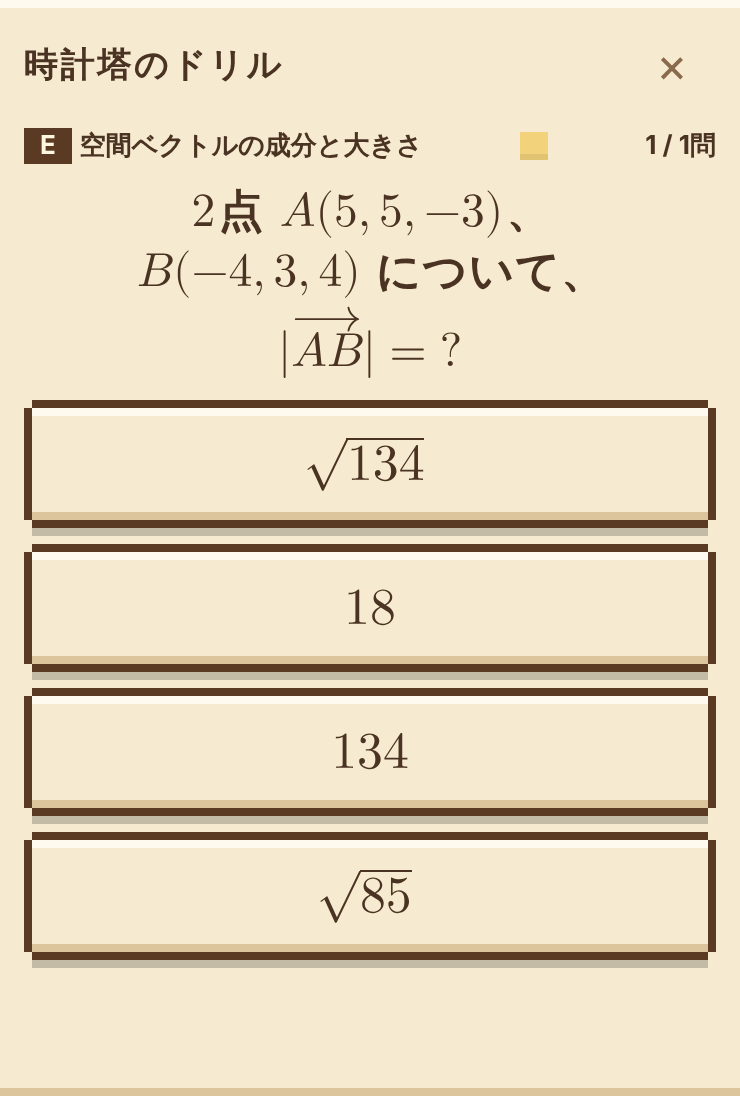 時計塔のドリル ×
E 空間ベクトルの成分と大きさ 1 / 1問
2点 A(5, 5, −3)、
B(−4, 3, 4) について、
|\overrightarrow{AB}| = ?
√134
18
134
√85